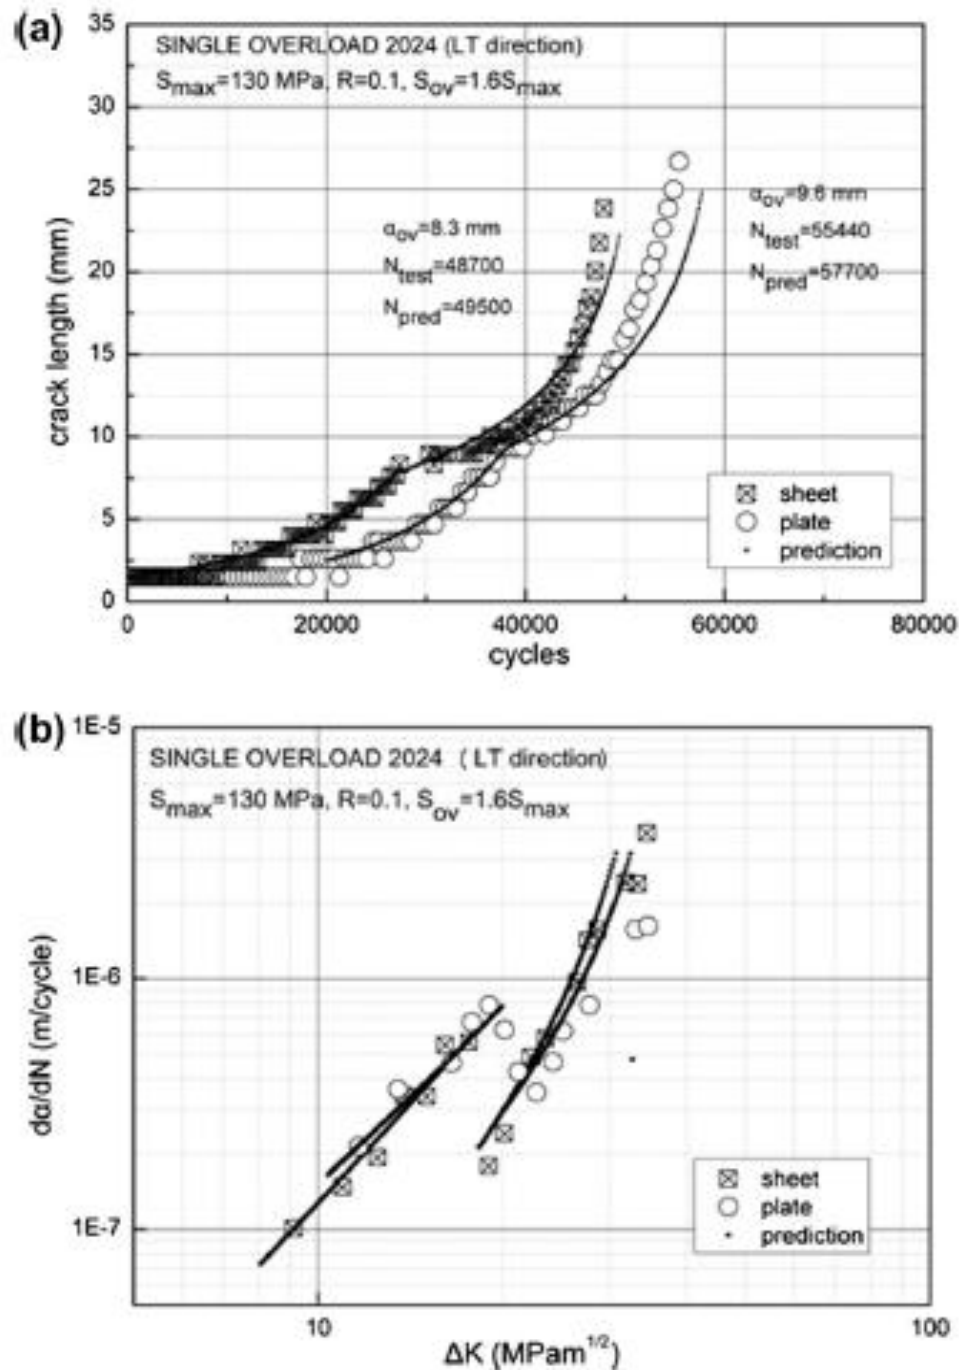 (a)
35
30
25
20
15
10
5
0
crack length (mm)
SINGLE OVERLOAD 2024 (LT direction)
Smax=130 MPa, R=0.1, Sov=1.6Smax
αov=8.3 mm
Ntest=48700
Npred=49500
αov=9.6 mm
Ntest=55440
Npred=57700
sheet
plate
prediction
0 20000 40000 60000 80000
cycles
(b)
1E-5
1E-6
1E-7
dα/dN (m/cycle)
SINGLE OVERLOAD 2024 ( LT direction)
Smax=130 MPa, R=0.1, Sov=1.6Smax
sheet
plate
prediction
10 100
ΔK (MPam1/2)